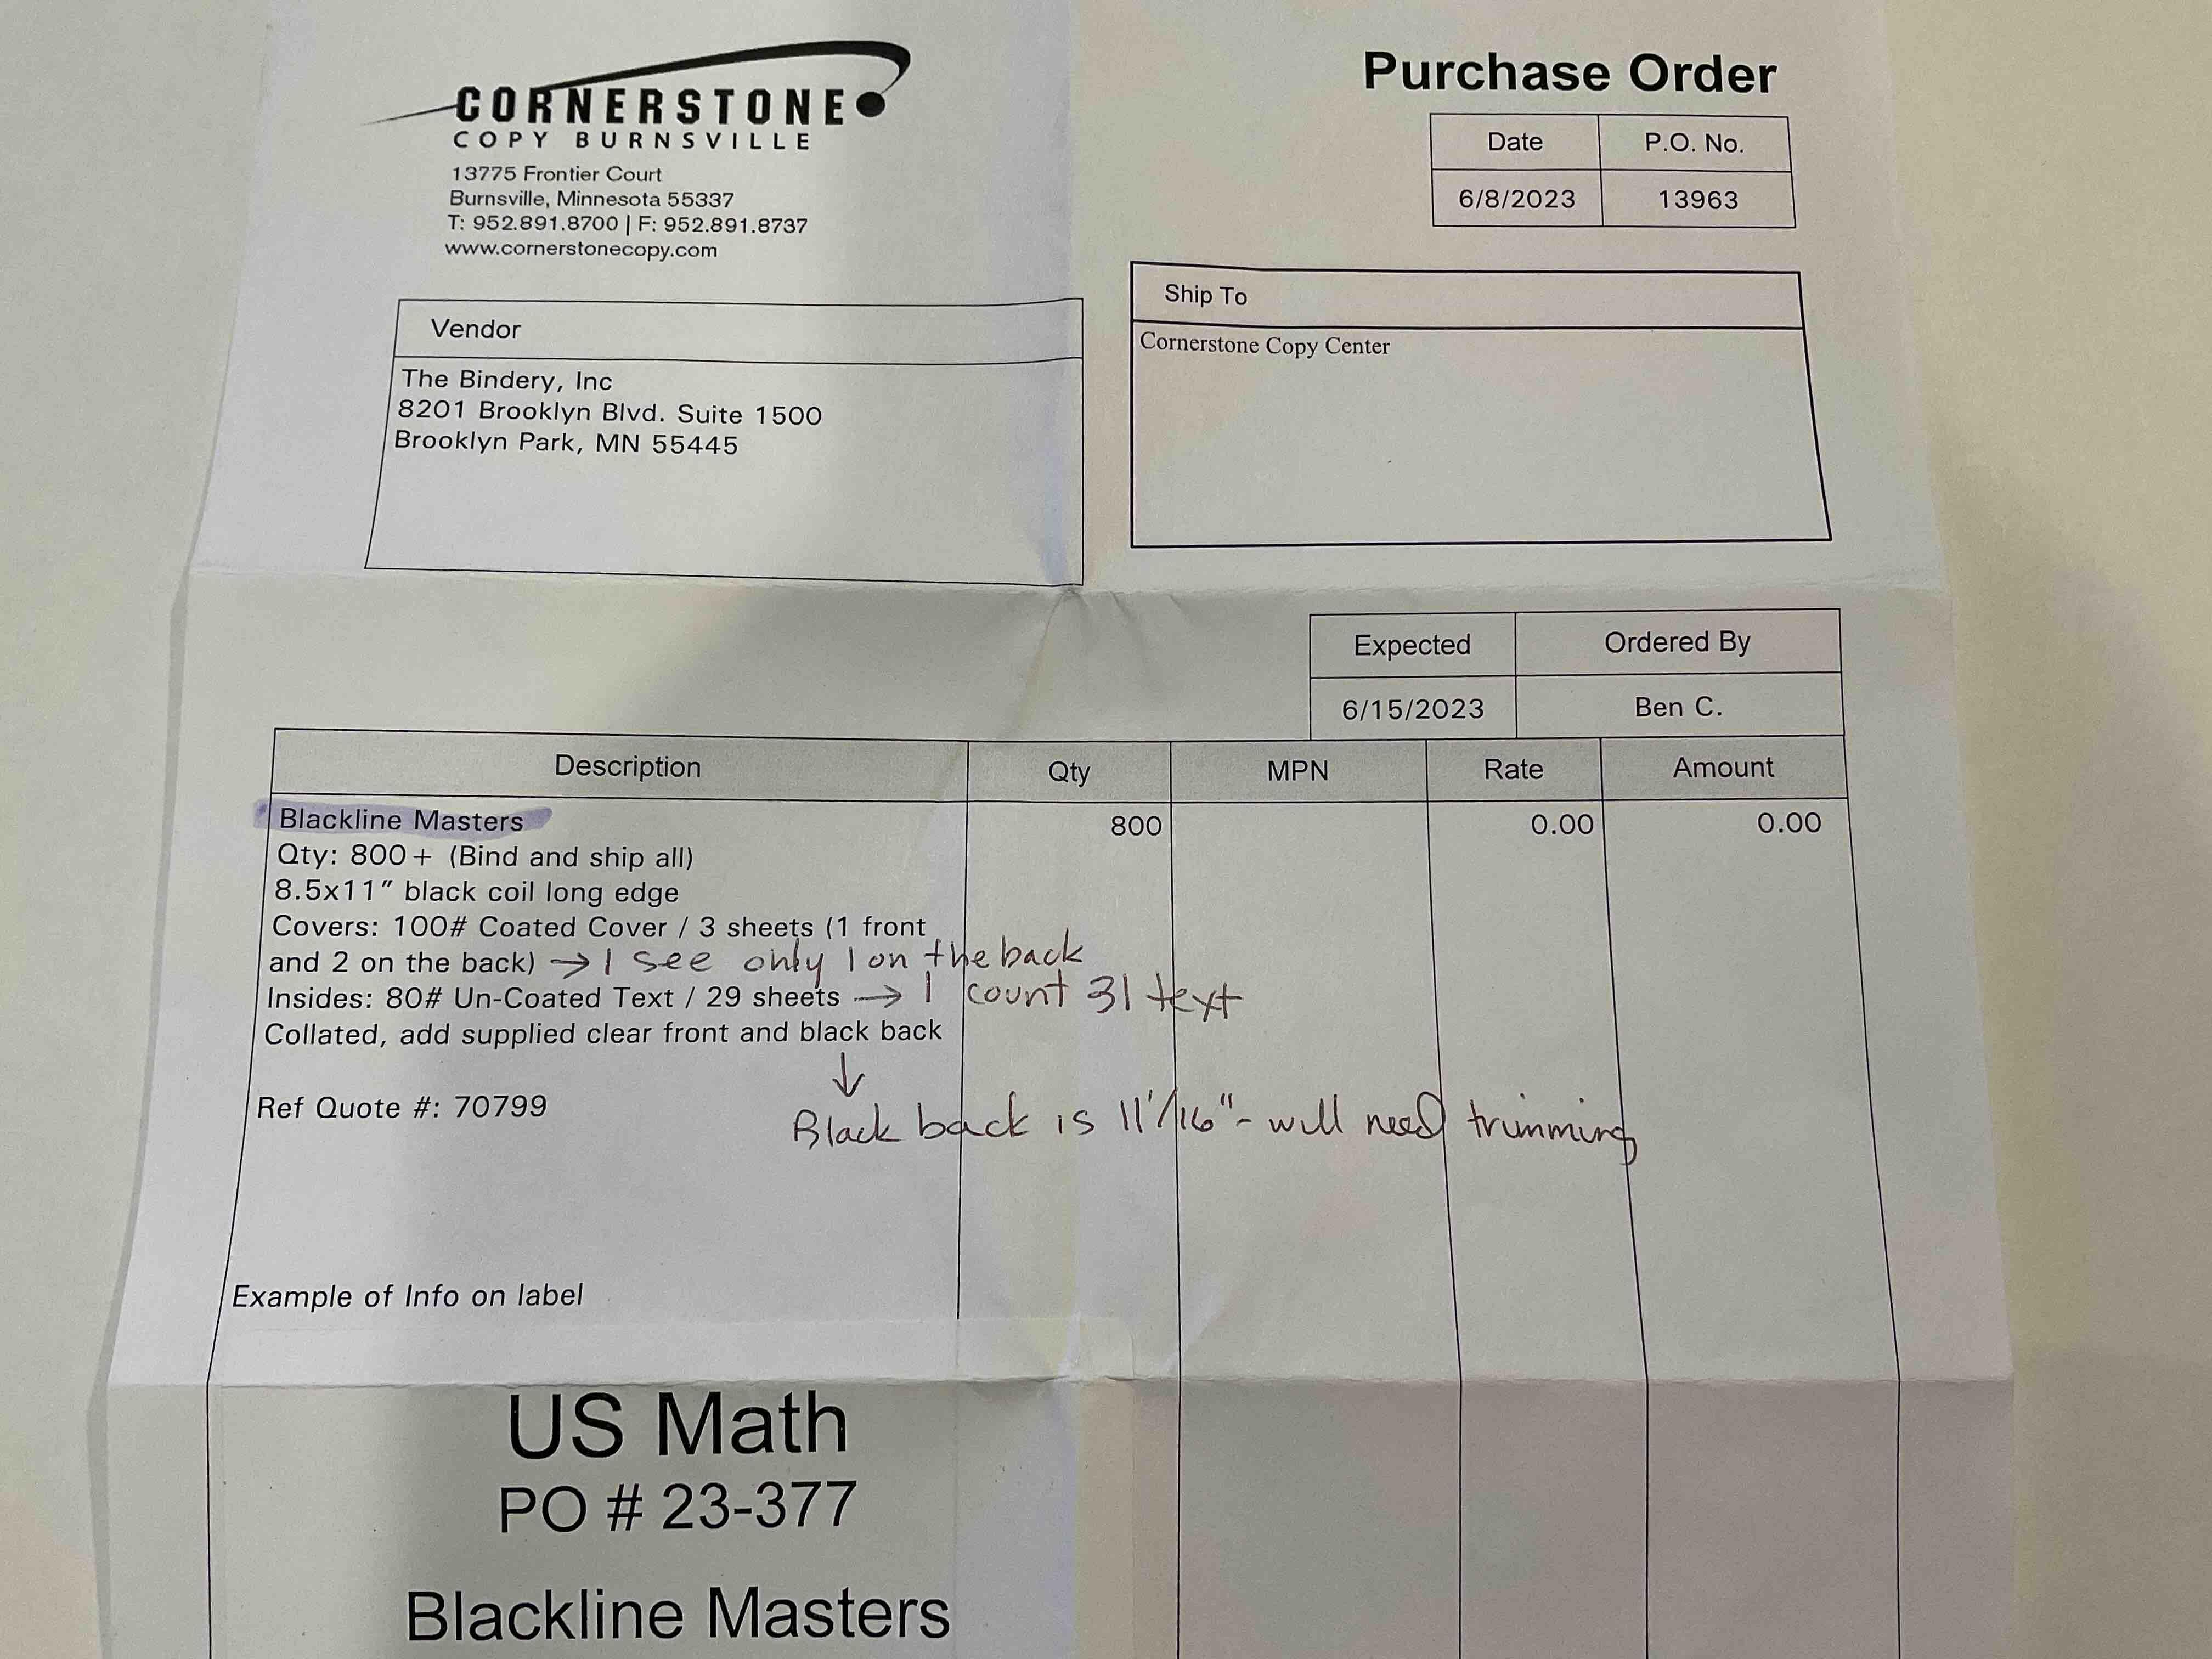 CORNERSTONE
COPY BURNSVILLE
13775 Frontier Court
Burnsville, Minnesota 55337
T: 952.891.8700 | F: 952.891.8737
www.cornerstonecopy.com
Purchase Order
Date P.O. No.
6/8/2023 13963
Vendor
The Bindery, Inc
8201 Brooklyn Blvd. Suite 1500
Brooklyn Park, MN 55445
Ship To
Cornerstone Copy Center
Expected Ordered By
6/15/2023 Ben C.
Description Qty MPN Rate Amount
Blackline Masters 800 0.00 0.00
Qty: 800+ (Bind and ship all)
8.5x11" black coil long edge
Covers: 100# Coated Cover / 3 sheets (1 front
and 2 on the back) → I see only 1 on the back
Insides: 80# Un-Coated Text / 29 sheets → I count 31 text
Collated, add supplied clear front and black back
↓
Ref Quote #: 70799
Black back is 11 1/16" - will need trimming
Example of Info on label
US Math
PO # 23-377
Blackline Masters